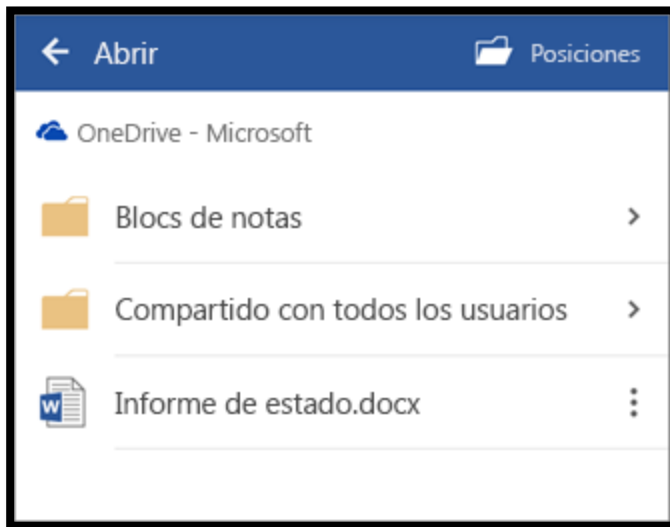 Abrir
Posiciones
OneDrive - Microsoft
Blocs de notas
Compartido con todos los usuarios
W Informe de estado.docx